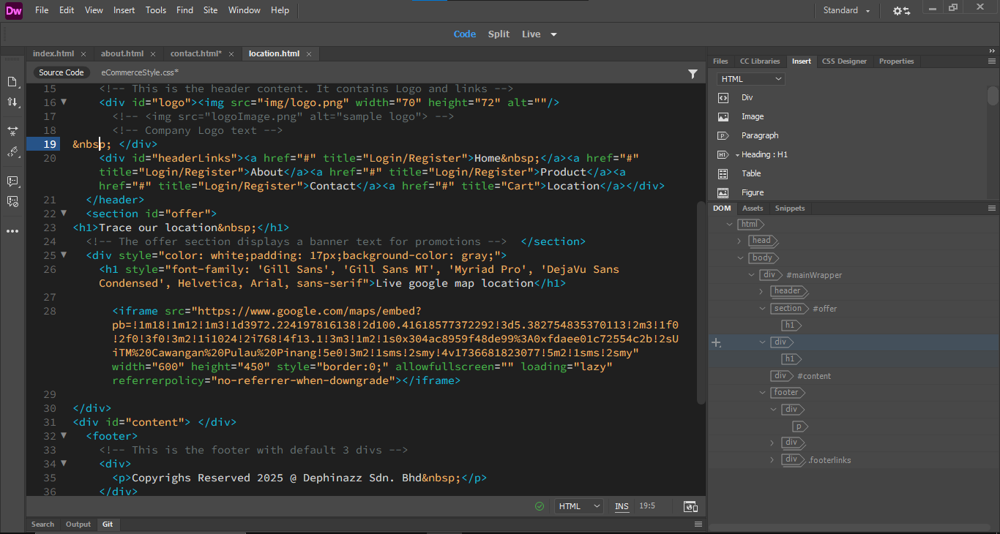 Dw File Edit View Insert Tools Find Site Window Help Standard
Code Split Live
index.html about.html contact.html* location.html
Source Code eCommerceStyle.css*
15 <!-- This is the header content. It contains Logo and links -->
16 <div id="logo"><img src="img/logo.png" width="70" height="72" alt=""/>
17 <!-- <img src="logoImage.png" alt="sample logo"> -->
18 <!-- Company Logo text -->
19 &nbsp; </div>
20 <div id="headerLinks"><a href="#" title="Login/Register">Home&nbsp;</a><a href="#"
title="Login/Register">About</a><a href="#" title="Login/Register">Product</a><a
href="#" title="Login/Register">Contact</a><a href="#" title="Cart">Location</a></div>
21 </header>
22 <section id="offer">
23 <h1>Trace our location&nbsp;</h1>
24 <!-- The offer section displays a banner text for promotions --> </section>
25 <div style="color: white;padding: 17px;background-color: gray;">
26 <h1 style="font-family: 'Gill Sans', 'Gill Sans MT', 'Myriad Pro', 'DejaVu Sans
Condensed', Helvetica, Arial, sans-serif">Live google map location</h1>
27
28 <iframe src="https://www.google.com/maps/embed?
pb=!1m18!1m12!1m3!1d3972.224197816138!2d100.41618577372292!3d5.382754835370113!2m3!1f0
!2f0!3f0!3m2!1i1024!2i768!4f13.1!3m3!1m2!1s0x304ac8959f48de99%3A0xfdaee01c72554c2b!2sU
iTM%20Cawangan%20Pulau%20Pinang!5e0!3m2!1sms!2smy!4v1736681823077!5m2!1sms!2smy"
width="600" height="450" style="border:0;" allowfullscreen="" loading="lazy"
referrerpolicy="no-referrer-when-downgrade"></iframe>
29
30 </div>
31 <div id="content"> </div>
32 <footer>
33 <!-- This is the footer with default 3 divs -->
34 <div>
35 <p>Copyrighs Reserved 2025 @ Dephinazz Sdn. Bhd&nbsp;</p>
36 </div>
HTML INS 19:5
Search Output Git
Files CC Libraries Insert CSS Designer Properties
HTML
Div
Image
Paragraph
H1 Heading : H1
Table
Figure
DOM Assets Snippets
html
head
body
div #mainWrapper
header
section #offer
h1
div
h1
div #content
footer
div
p
div
div .footerlinks